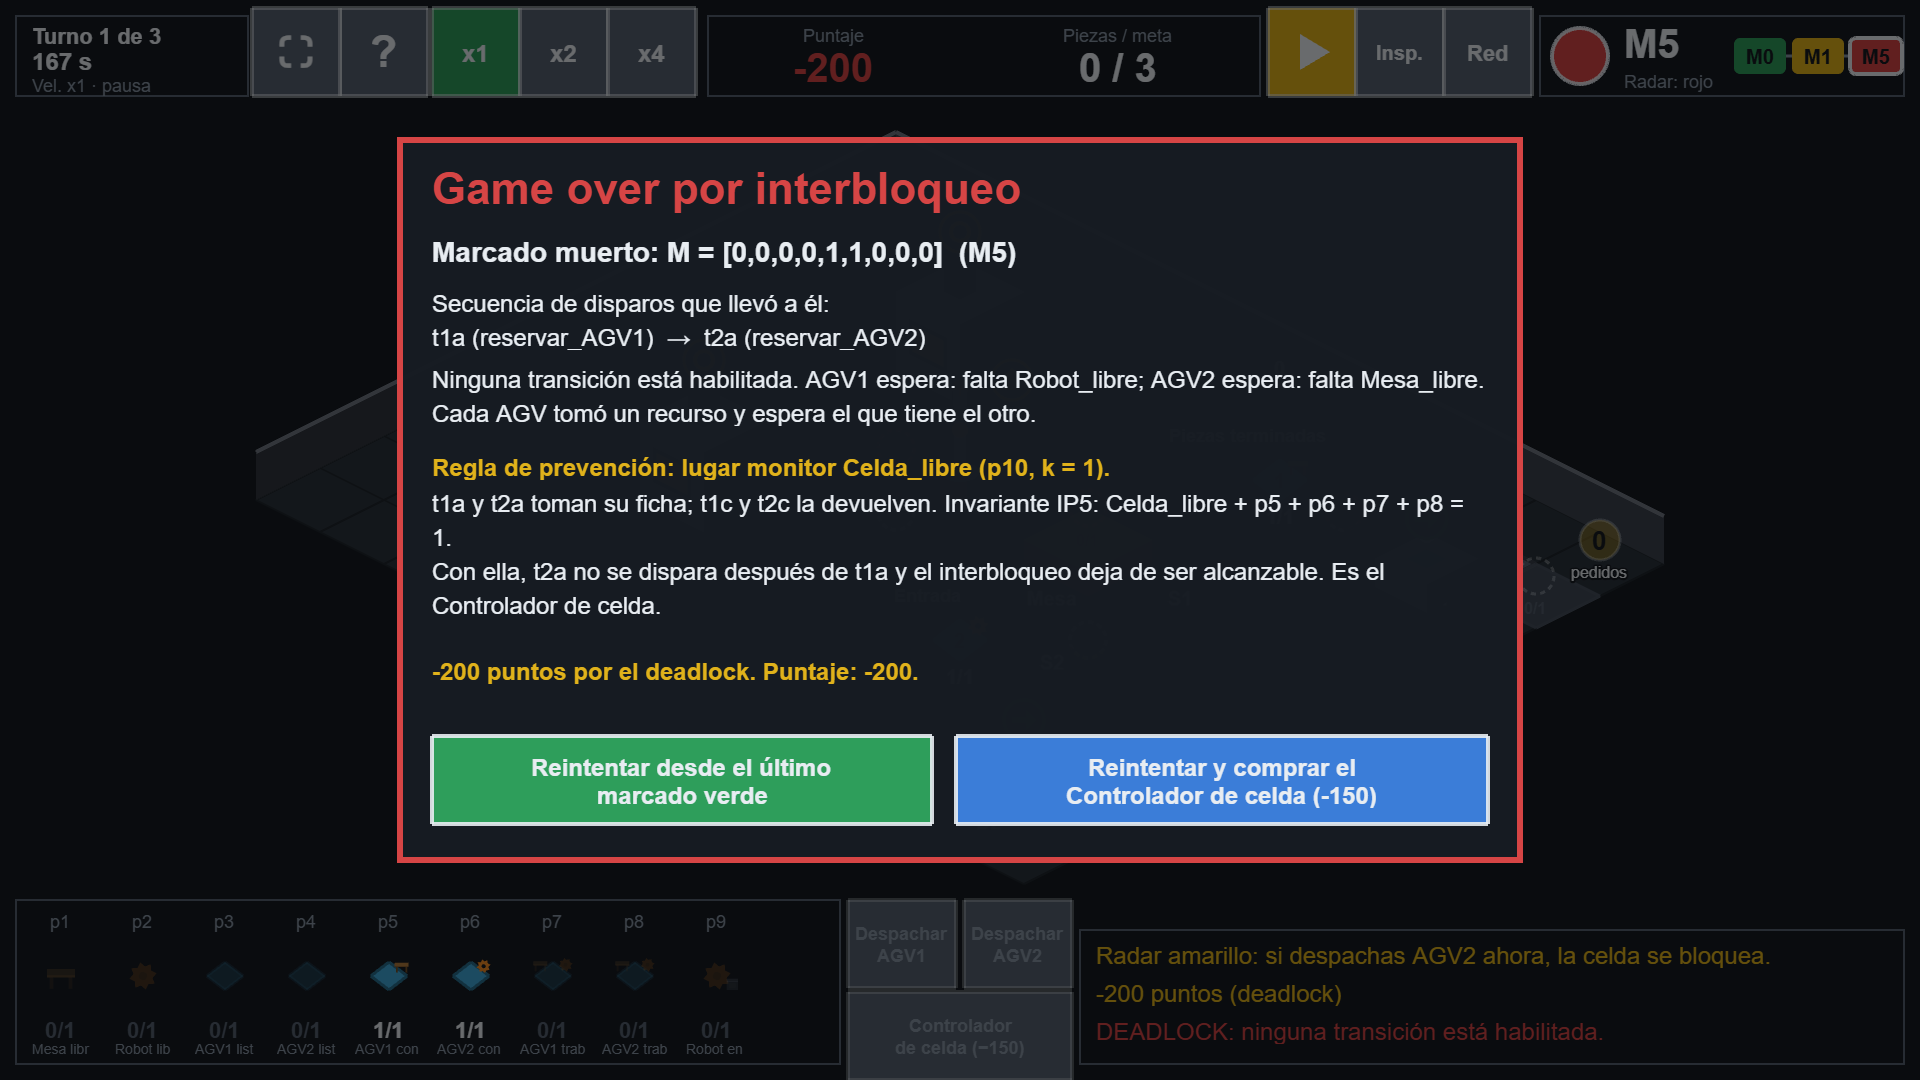 Turno 1 de 3
167 s
Vel. x1 · pausa
?
x1
x2
x4
Puntaje
-200
Piezas / meta
0 / 3
Insp.
Red
M5
Radar: rojo
M0
M1
M5
Game over por interbloqueo
Marcado muerto: M = [0,0,0,0,1,1,0,0,0] (M5)
Secuencia de disparos que llevó a él:
t1a (reservar_AGV1) → t2a (reservar_AGV2)
Ninguna transición está habilitada. AGV1 espera: falta Robot_libre; AGV2 espera: falta Mesa_libre.
Cada AGV tomó un recurso y espera el que tiene el otro.
Regla de prevención: lugar monitor Celda_libre (p10, k = 1).
t1a y t2a toman su ficha; t1c y t2c la devuelven. Invariante IP5: Celda_libre + p5 + p6 + p7 + p8 =
1.
Con ella, t2a no se dispara después de t1a y el interbloqueo deja de ser alcanzable. Es el
Controlador de celda.
-200 puntos por el deadlock. Puntaje: -200.
Reintentar desde el último
marcado verde
Reintentar y comprar el
Controlador de celda (-150)
0
pedidos
0/1
p1
p2
p3
p4
p5
p6
p7
p8
p9
0/1
0/1
0/1
0/1
1/1
1/1
0/1
0/1
0/1
Mesa libr
Robot lib
AGV1 list
AGV2 list
AGV1 con
AGV2 con
AGV1 trab
AGV2 trab
Robot en
Despachar
AGV1
Despachar
AGV2
Controlador
de celda (−150)
Radar amarillo: si despachas AGV2 ahora, la celda se bloquea.
-200 puntos (deadlock)
DEADLOCK: ninguna transición está habilitada.